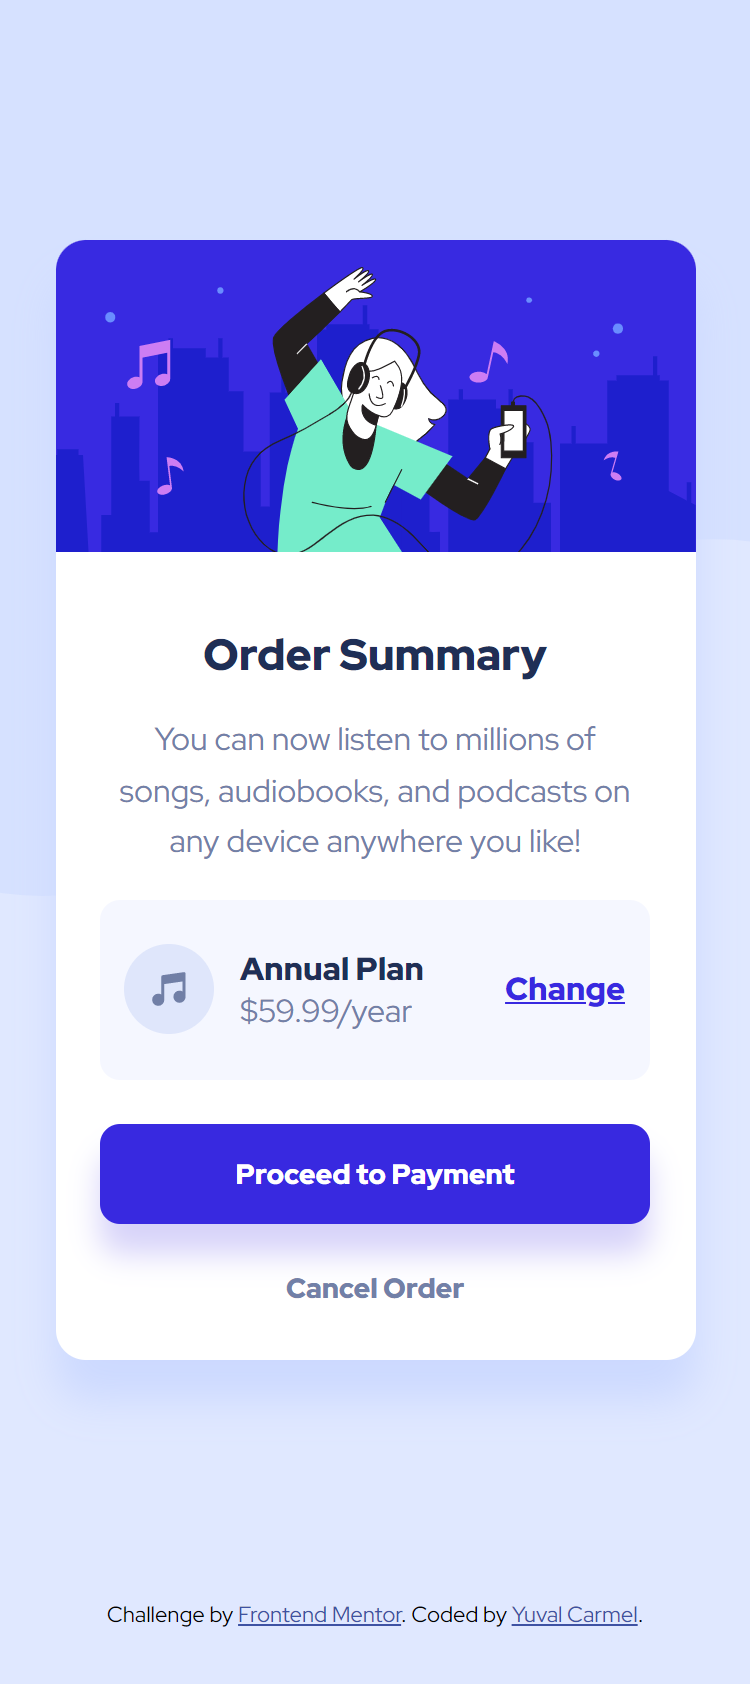 Order Summary
You can now listen to millions of
songs, audiobooks, and podcasts on
any device anywhere you like!
Annual Plan
$59.99/year
Change
Proceed to Payment
Cancel Order
Challenge by Frontend Mentor. Coded by Yuval Carmel.